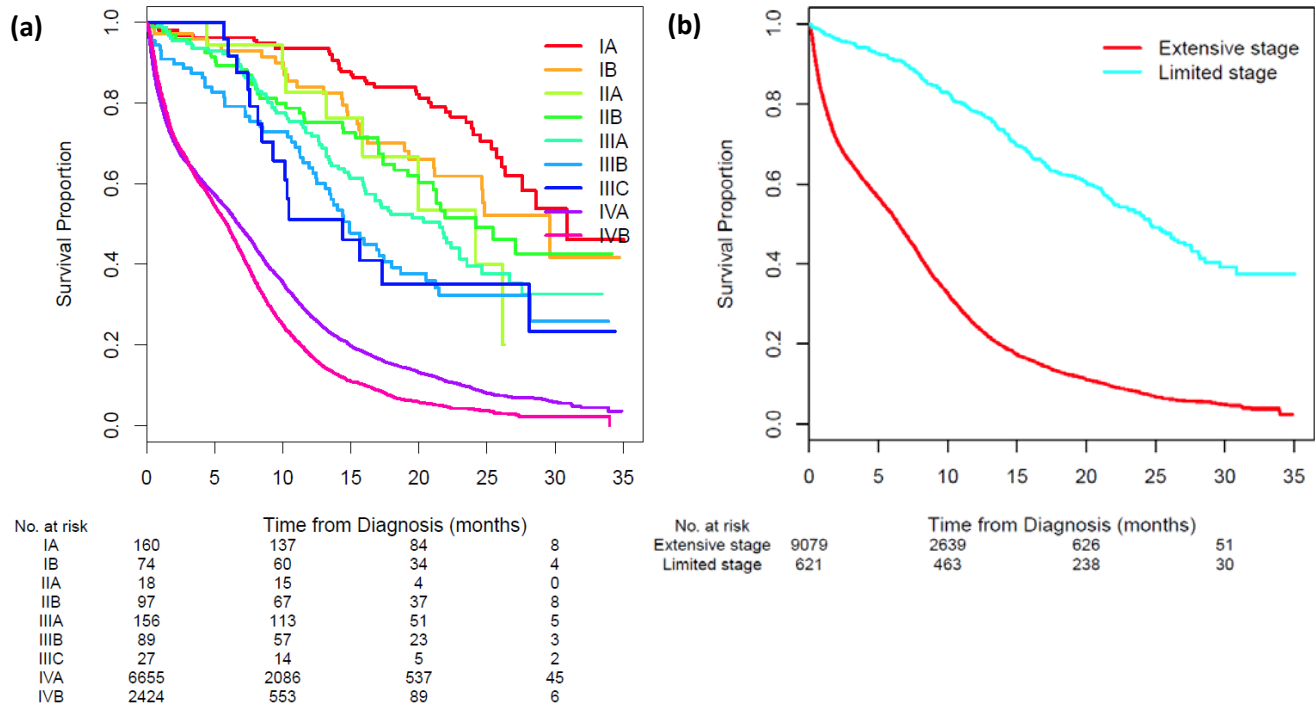 (a)
Survival Proportion
1.0
0.8
0.6
0.4
0.2
0.0
IA
IB
IIA
IIB
IIIA
IIIB
IIIC
IVA
IVB
0 5 10 15 20 25 30 35
No. at risk Time from Diagnosis (months)
IA 160 137 84 8
IB 74 60 34 4
IIA 18 15 4 0
IIB 97 67 37 8
IIIA 156 113 51 5
IIIB 89 57 23 3
IIIC 27 14 5 2
IVA 6655 2086 537 45
IVB 2424 553 89 6
(b)
Survival Proportion
1.0
0.8
0.6
0.4
0.2
0.0
Extensive stage
Limited stage
0 5 10 15 20 25 30 35
No. at risk Time from Diagnosis (months)
Extensive stage 9079 2639 626 51
Limited stage 621 463 238 30